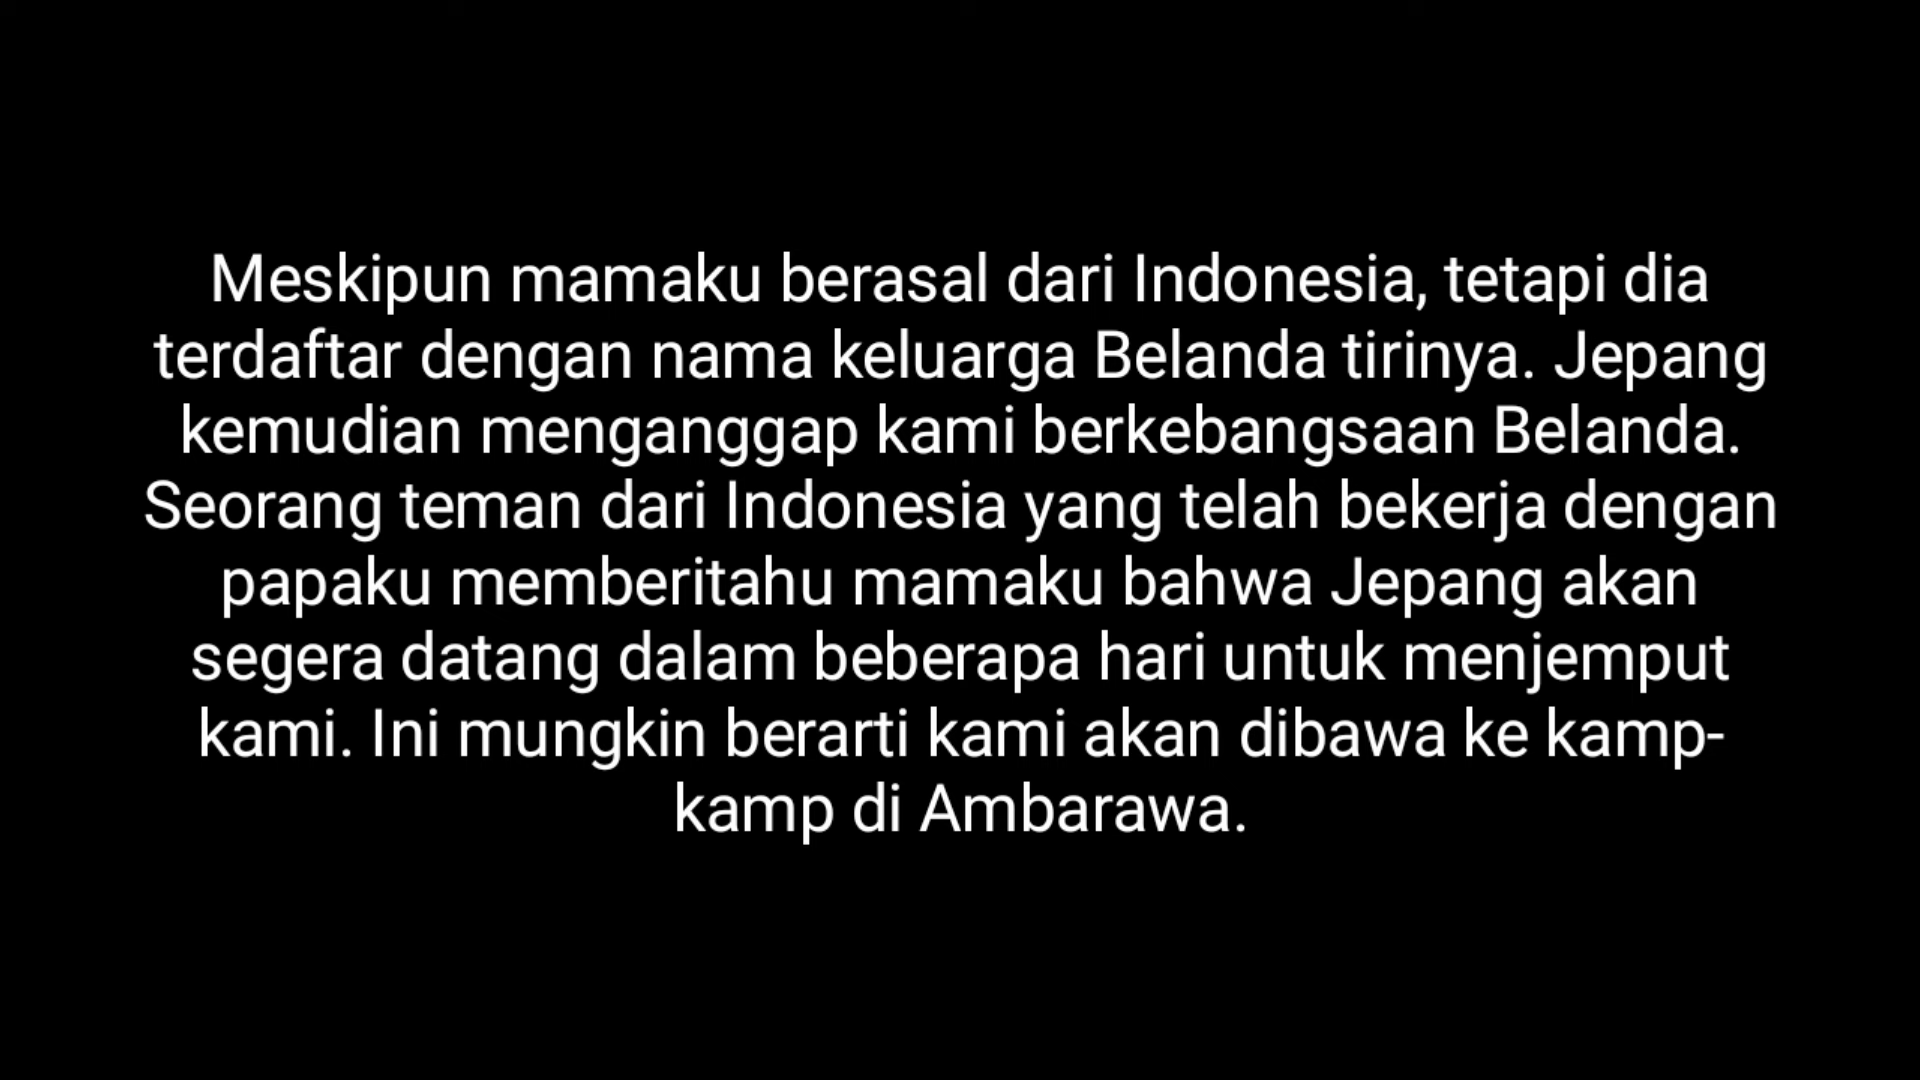 Meskipun mamaku berasal dari Indonesia, tetapi dia
terdaftar dengan nama keluarga Belanda tirinya. Jepang
kemudian menganggap kami berkebangsaan Belanda.
Seorang teman dari Indonesia yang telah bekerja dengan
papaku memberitahu mamaku bahwa Jepang akan
segera datang dalam beberapa hari untuk menjemput
kami. Ini mungkin berarti kami akan dibawa ke kamp-
kamp di Ambarawa.